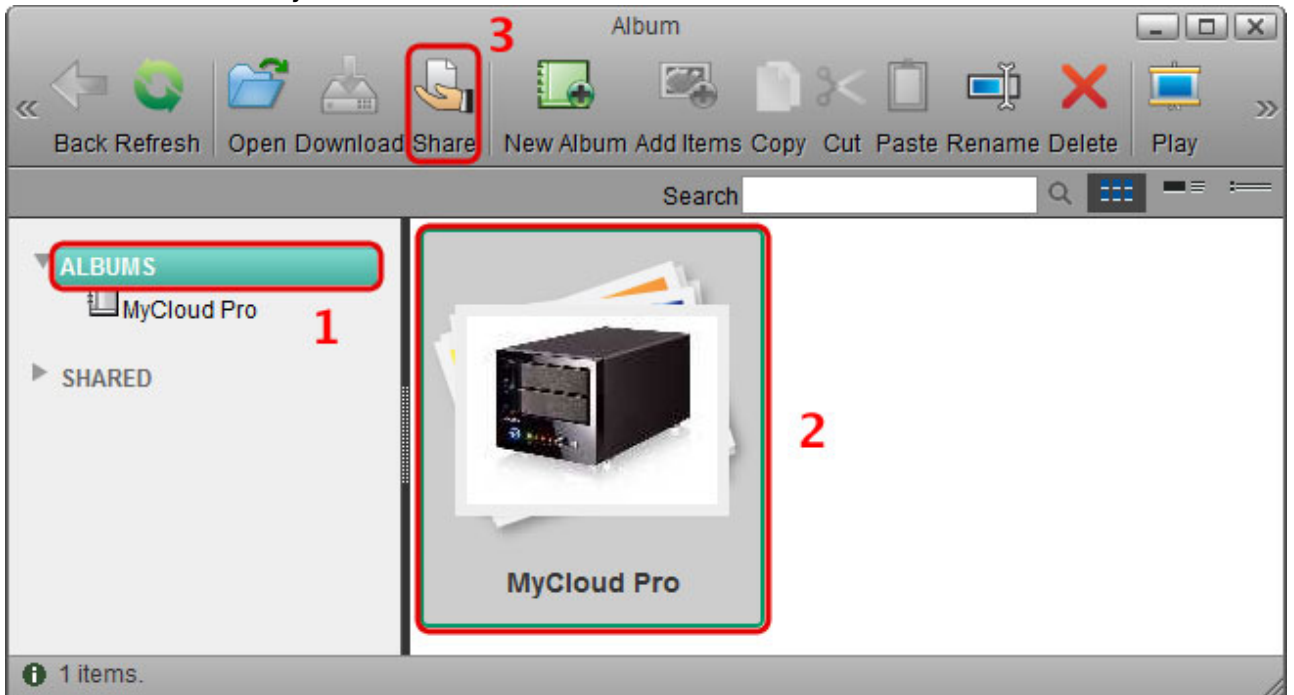 Album
3
Back Refresh Open Download Share New Album Add Items Copy Cut Paste Rename Delete Play
Search
ALBUMS
MyCloud Pro
1
SHARED
2
MyCloud Pro
1 items.